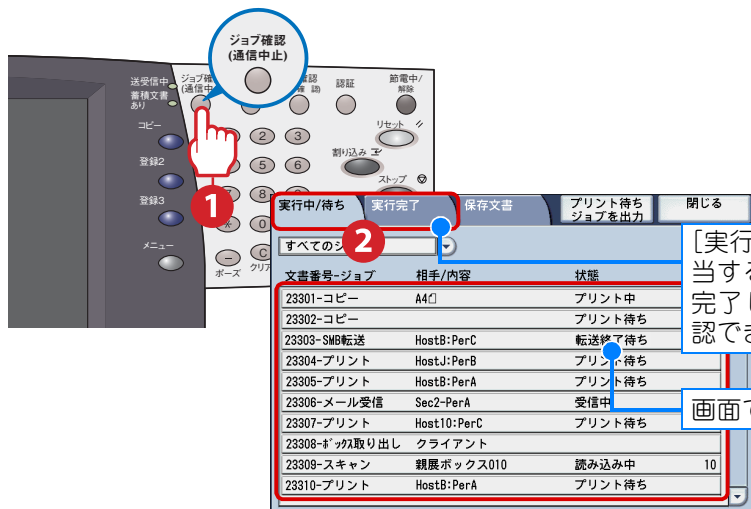 ジョブ確認
(通信中止)
送受信中
蓄積文書
あり
ジョブ確
(通信中
認証
節電中/
解除
コピー
リセット
2 3
割り込み
登録2
5 6
ストップ
1
登録3
8
0
メニュー
ポーズ
クリア
C
実行中/待ち 実行完了 保存文書 プリント待ち
ジョブを出力
閉じる
2
すべてのジ
文書番号-ジョブ 相手/内容 状態
23301-コピー A4 プリント中
23302-コピー プリント待ち
23303-SMB転送 HostB:PerC 転送終了待ち
23304-プリント HostJ:PerB プリント待ち
23305-プリント HostB:PerA プリント待ち
23306-メール受信 Sec2-PerA 受信中
23307-プリント Host10:PerC プリント待ち
23308-ﾎﾞｯｸｽ取り出し クライアント
23309-スキャン 親展ボックス010 読み込み中 10
23310-プリント HostB:PerA プリント待ち
[実行
当する
完了し
認でき
画面で